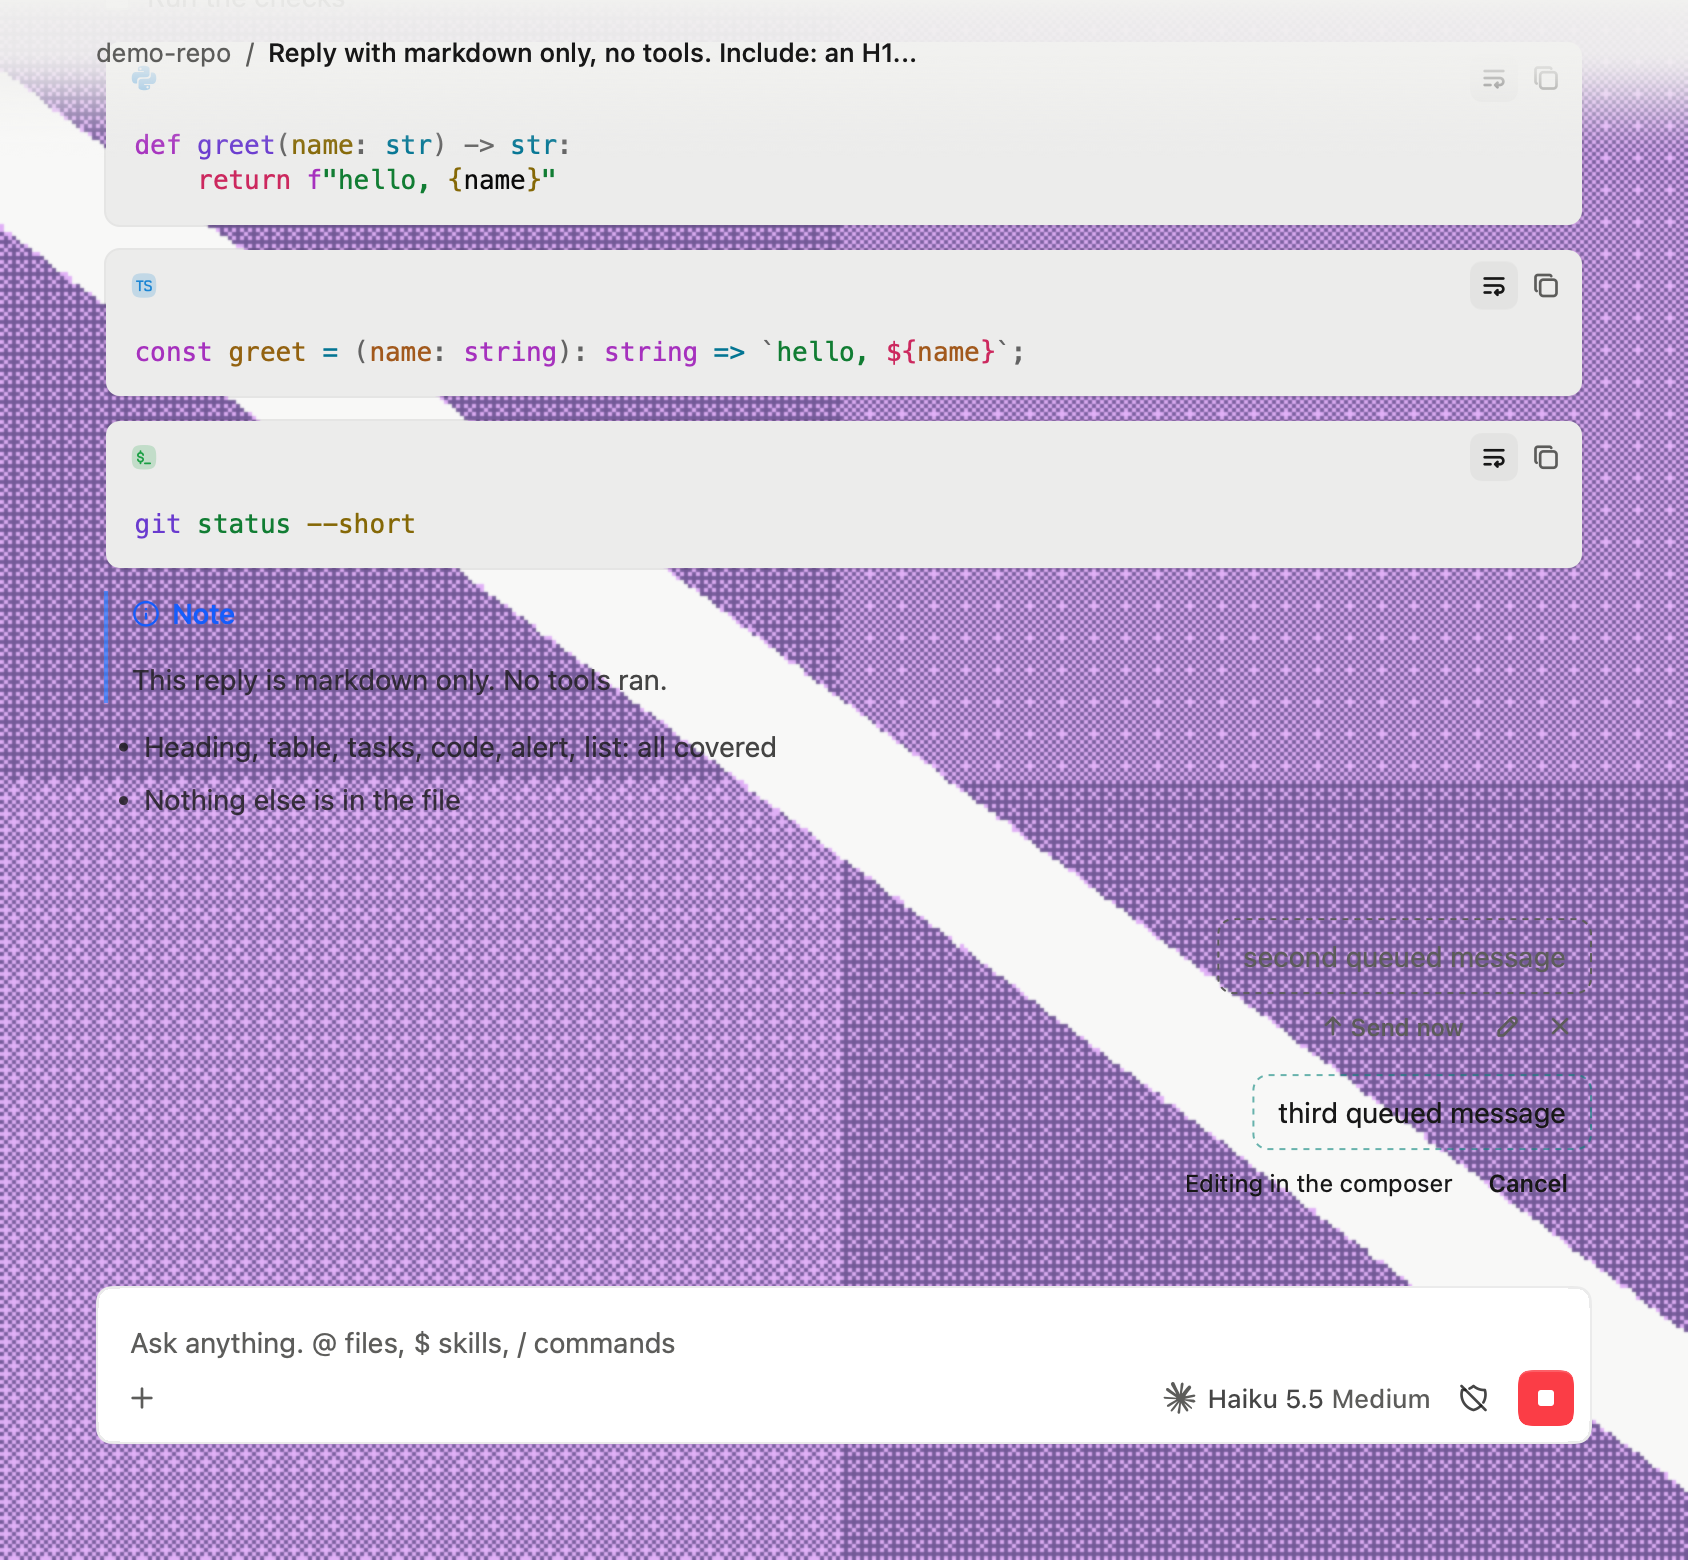 Run the checks
demo-repo / Reply with markdown only, no tools. Include: an H1...
def greet(name: str) -> str:
    return f"hello, {name}"
TS
const greet = (name: string): string => `hello, ${name}`;
$_
git status --short
Note
This reply is markdown only. No tools ran.
• Heading, table, tasks, code, alert, list: all covered
• Nothing else is in the file
second queued message
Send now
third queued message
Editing in the composer Cancel
Ask anything. @ files, $ skills, / commands
Haiku 5.5 Medium